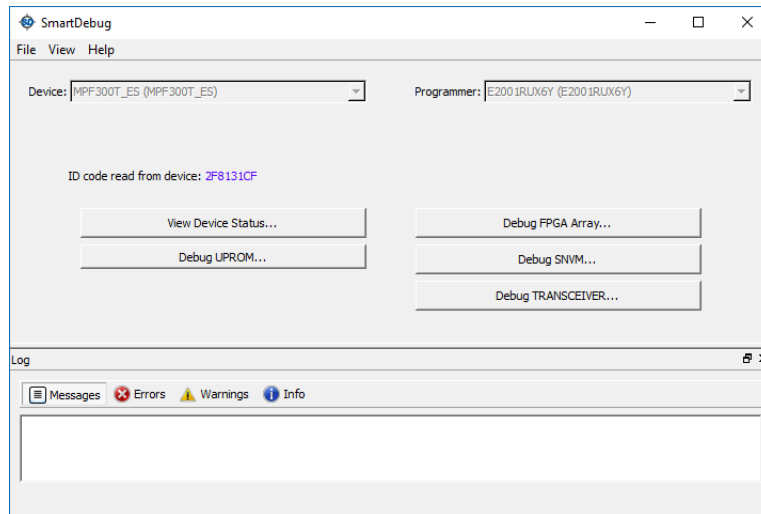 SmartDebug
File View Help
Device: MPF300T_ES (MPF300T_ES) Programmer: E2001RUX6Y (E2001RUX6Y)
ID code read from device: 2F8131CF
View Device Status... Debug FPGA Array...
Debug UPROM... Debug SNVM...
Debug TRANSCEIVER...
Log
Messages Errors Warnings Info